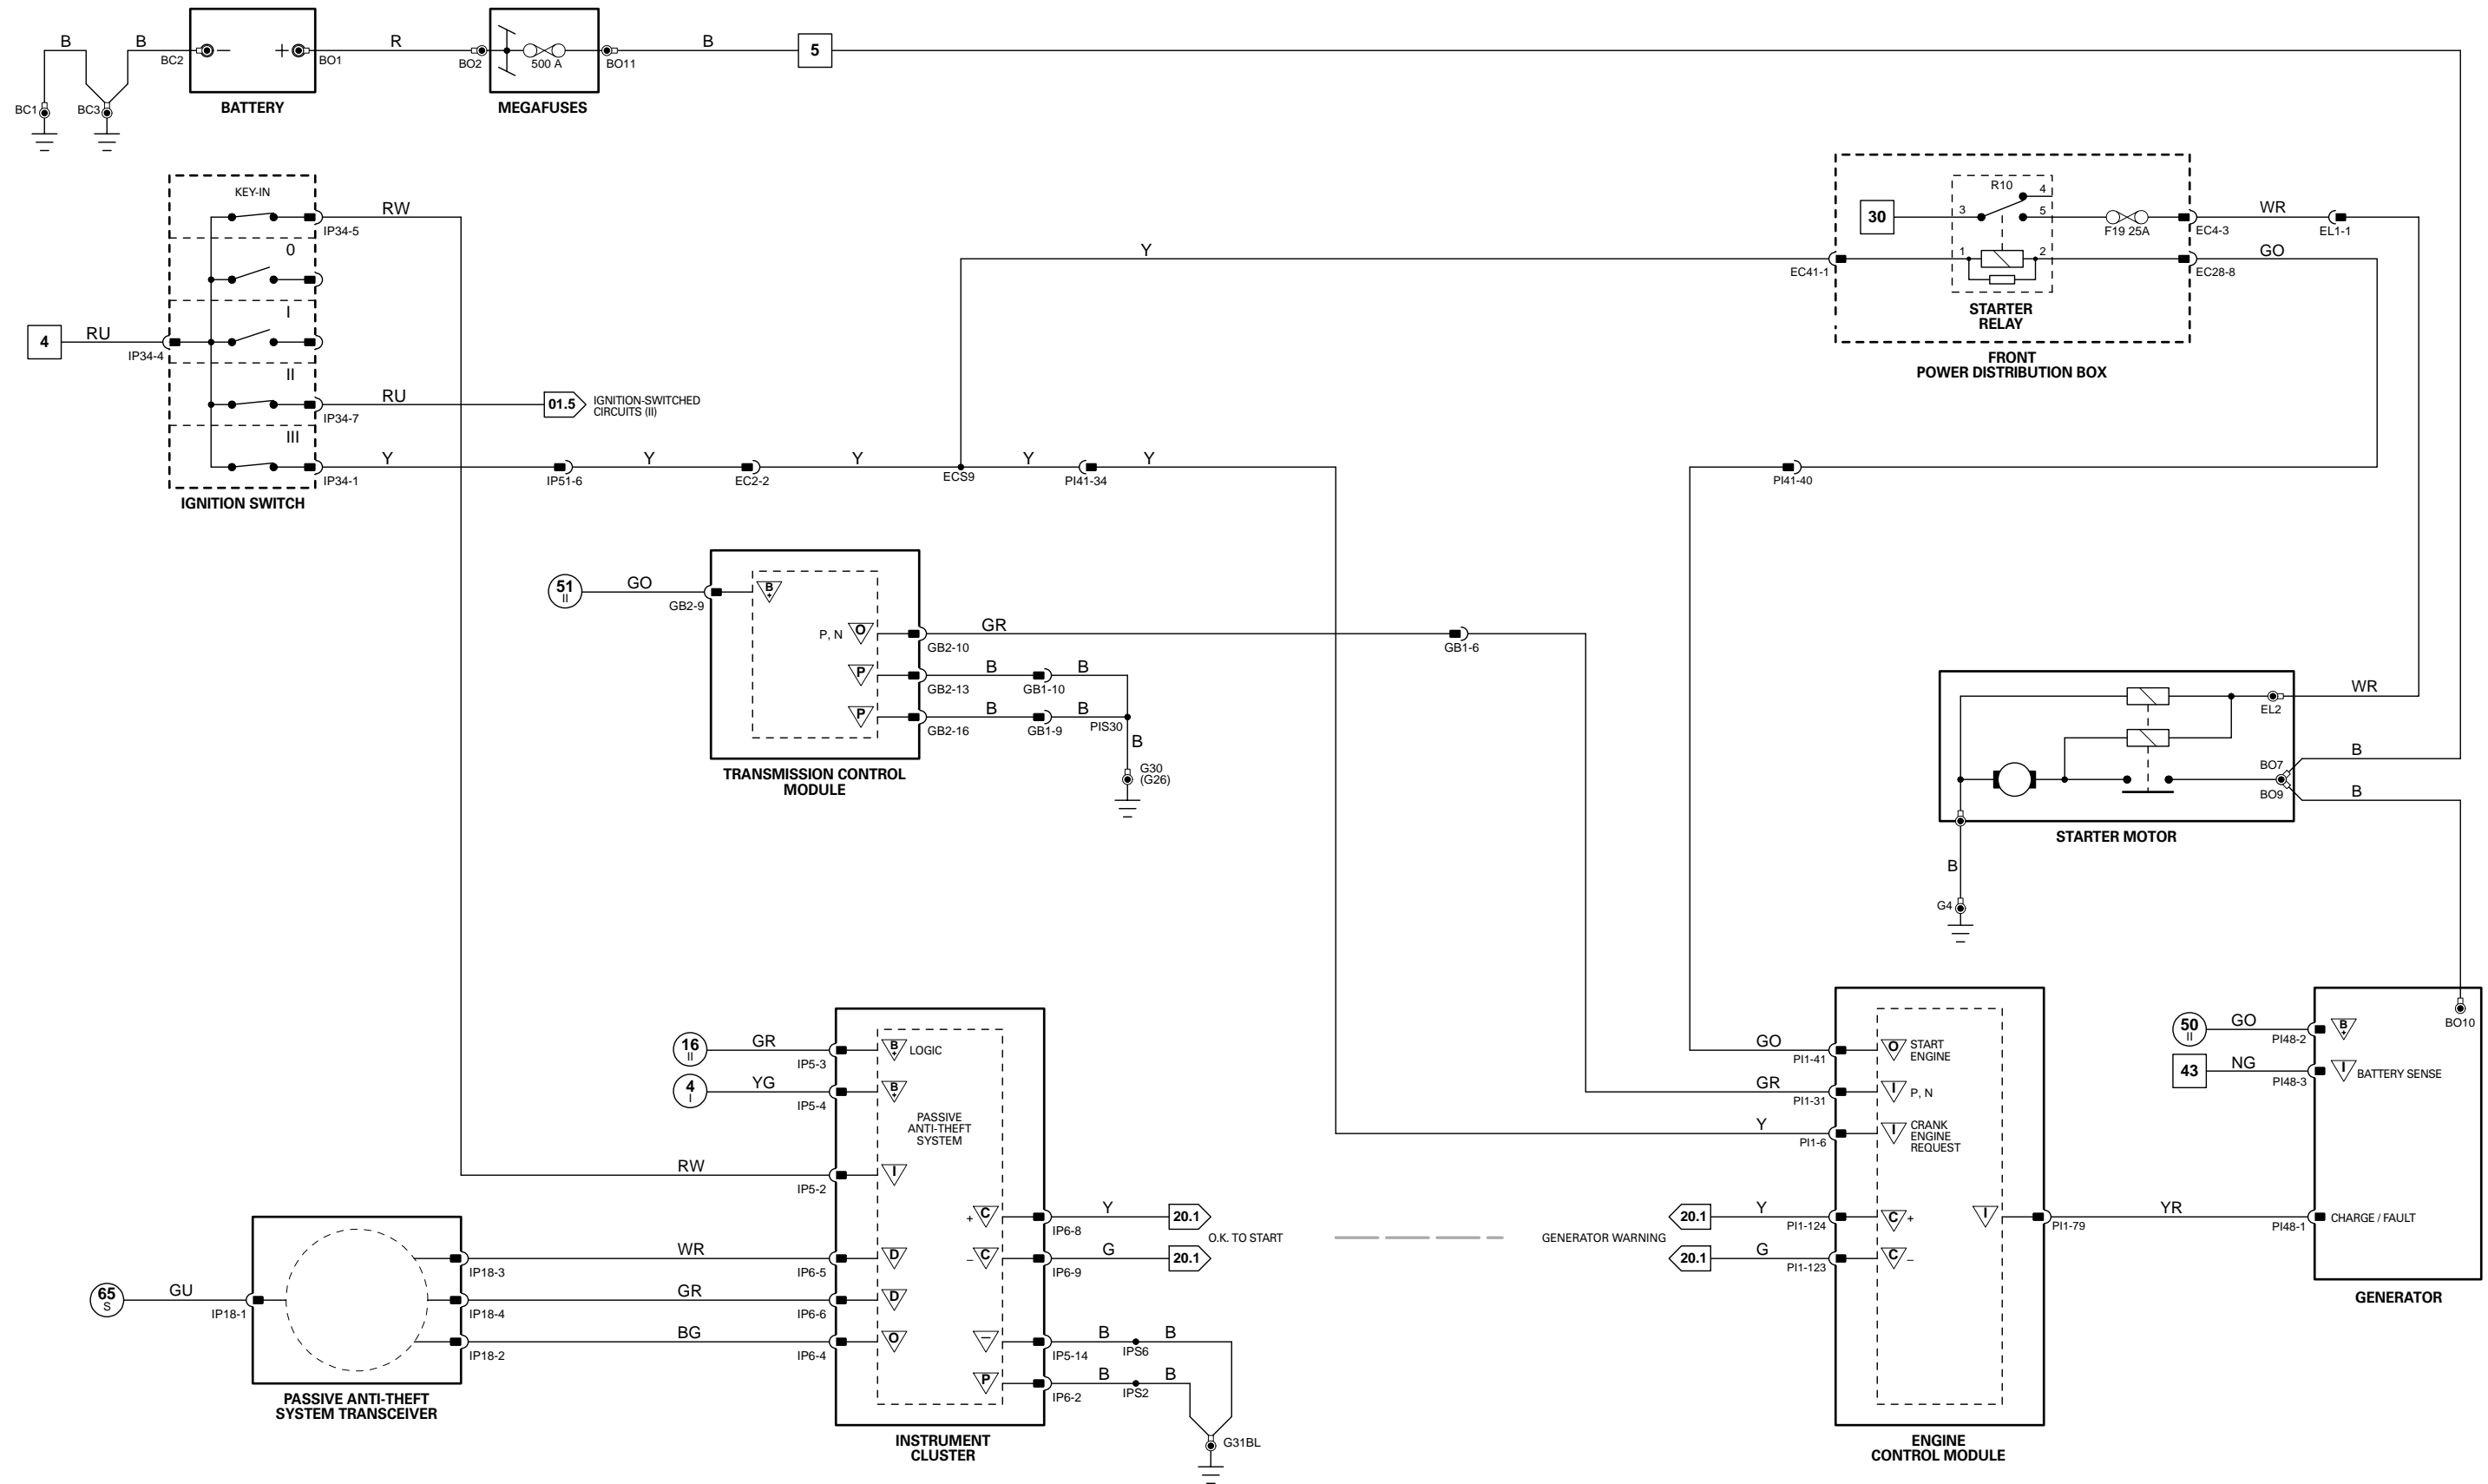 B
B
BC2
+
BO1
R
BO2
500 A
BO11
B
5
BC1
BC3
BATTERY
MEGAFUSES
KEY-IN
RW
IP34-5
0
I
4
RU
IP34-4
II
RU
IP34-7
01.5
IGNITION-SWITCHED
CIRCUITS (II)
III
Y
IP34-1
IGNITION SWITCH
Y
IP51-6
Y
EC2-2
Y
ECS9
Y
PI41-34
Y
Y
EC41-1
30
R10
3
4
5
1
2
F19 25A
EC4-3
WR
EL1-1
EC28-8
GO
STARTER
RELAY
FRONT
POWER DISTRIBUTION BOX
PI41-40
51
II
GO
GB2-9
B
+
P, N
O
GB2-10
GR
GB1-6
P
GB2-13
B
GB1-10
B
P
GB2-16
B
GB1-9
B
PIS30
B
G30
(G26)
TRANSMISSION CONTROL
MODULE
WR
EL2
B
BO7
BO9
B
STARTER MOTOR
B
G4
16
II
GR
IP5-3
B
+
LOGIC
4
I
YG
IP5-4
B
+
PASSIVE
ANTI-THEFT
SYSTEM
RW
IP5-2
I
+
C
IP6-8
Y
20.1
O.K. TO START
–
C
IP6-9
G
20.1
65
S
GU
IP18-1
IP18-3
WR
IP6-5
D
IP18-4
GR
IP6-6
D
IP18-2
BG
IP6-4
O
–
IP5-14
B
IPS6
B
P
IP6-2
B
IPS2
B
G31BL
PASSIVE ANTI-THEFT
SYSTEM TRANSCEIVER
INSTRUMENT
CLUSTER
GO
PI1-41
O
START
ENGINE
GR
PI1-31
I
P, N
Y
PI1-6
I
CRANK
ENGINE
REQUEST
GENERATOR WARNING
20.1
Y
PI1-124
C
+
20.1
G
PI1-123
C
–
I
PI1-79
YR
PI48-1
CHARGE / FAULT
ENGINE
CONTROL MODULE
50
II
GO
PI48-2
B
+
BO10
43
NG
PI48-3
I
BATTERY SENSE
GENERATOR